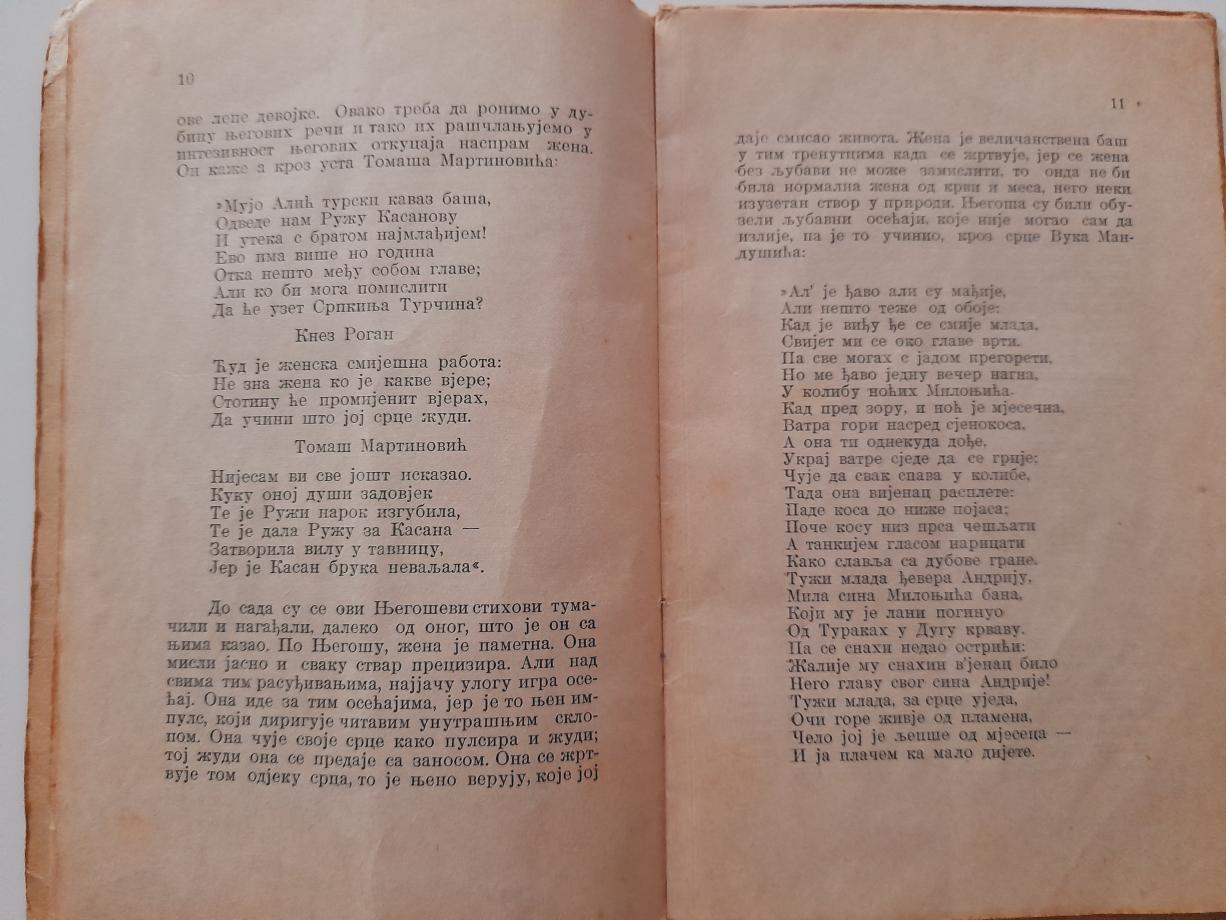 10
ове лепе девојке. Овако треба да ронимо у ду-
бину његових речи и тако их рашчлањујемо у
интезивност његових откуцаја наспрам жена.
Он каже а кроз уста Томаша Мартиновића:
»Мујо Алић турски каваз баша,
Одведе нам Ружу Касанову
И утека с братом најмлађијем!
Ево има више но година
Отка нешто међу собом главе;
Али ко би мога помислити
Да ће узет Српкиња Турчина?
Кнез Роган
Ћуд је женска смијешна работа:
Не зна жена ко је какве вјере;
Стотину ће промијенит вјерах,
Да учини што јој срце жуди.
Томаш Мартиновић
Нијесам ви све јошт исказао.
Куку оној души задовјек
Те је Ружи нарок изгубила,
Те је дала Ружу за Касана —
Затворила вилу у тавницу,
Јер је Касан брука неваљала“.
До сада су се ови Његошеви стихови тума-
чили и нагађали, далеко од оног, што је он са
њима казао. По Његошу, жена је паметна. Она
мисли јасно и сваку ствар прецизира. Али над
свима тим расуђивањима, најјачу улогу игра осе-
ћај. Она иде за тим осећајима, јер је то њен им-
пулс, који диригује читавим унутрашњим скло-
пом. Она чује своје срце како пулсира и жуди;
тој жуди она се предаје са заносом. Она се жрт-
вује том одјеку срца, то је њено верују, које јој
11
даје смисао живота. Жена је величанствена баш
у тим тренутцима када се жртвује, јер се жена
без љубави не може замислити, то онда не би
била нормална жена од крви и меса, него неки
изузетан створ у природи. Његоша су били обу-
зели љубавни осећаји, које није могао сам да
излије, па је то учинио, кроз срце Вука Ман-
душића:
»Ал' је ђаво али су мађије,
Али нештo теже од обоје:
Кад је виђу ђе се смије млада,
Свијет ми се око главе врти.
Па све могах с јадом прегорети,
Но ме ђаво једну вечер нагна,
У колибу ноћих Милоњића.
Кад пред зору, и ноћ је мјесечна,
Ватра гори насред сјенокоса,
А она ти однекуда дође,
Украј ватре сједе да се грије;
Чује да свак спава у колибе,
Тада она вијенац расплете:
Паде коса до ниже појаса;
Поче косу низ прса чешљати
А танкијем гласом нарицати
Како славља са дубове гране.
Тужи млада ђевера Андрију,
Мила сина Милоњића бана,
Који му је лани погинуо
Од Тураках у Дугу крваву.
Па се снахи недао острићи:
Жалије му снахин в'јенац било
Него главу свог сина Андрије!
Тужи млада, за срце уједа,
Очи горе живје од пламена,
Чело јој је љепше од мјесеца —
И ја плачем ка мало дијете.